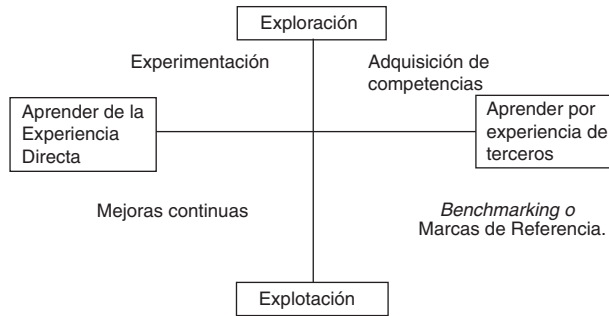 Exploración
Experimentación
Adquisición de
competencias
Aprender de la
Experiencia
Directa
Aprender por
experiencia de
terceros
Mejoras continuas
Benchmarking o
Marcas de Referencia.
Explotación